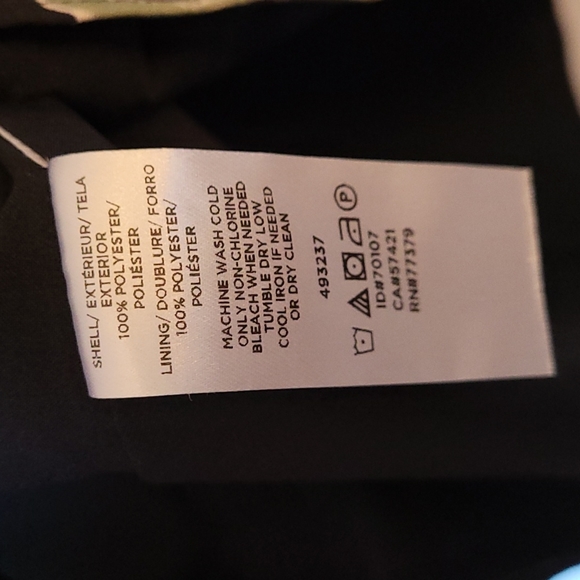 SHELL/ EXTÉRIEUR/ TELA
EXTERIOR
100% POLYESTER/
POLIÉSTER
LINING/ DOUBLURE/ FORRO
100% POLYESTER/
POLIÉSTER
MACHINE WASH COLD
ONLY NON-CHLORINE
BLEACH WHEN NEEDED
TUMBLE DRY LOW
COOL IRON IF NEEDED
OR DRY CLEAN
493237
P
ID#70107
CA#57421
RN#77379